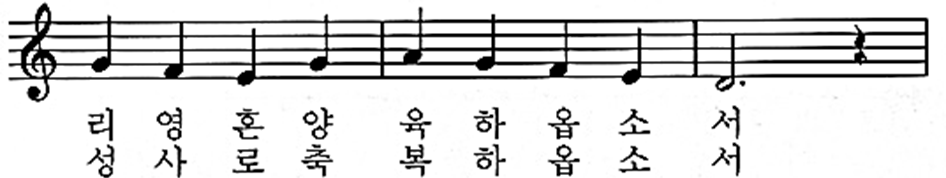 리 영 혼 양 육 하 옵 소 서
성 사 로 축 복 하 옵 소 서